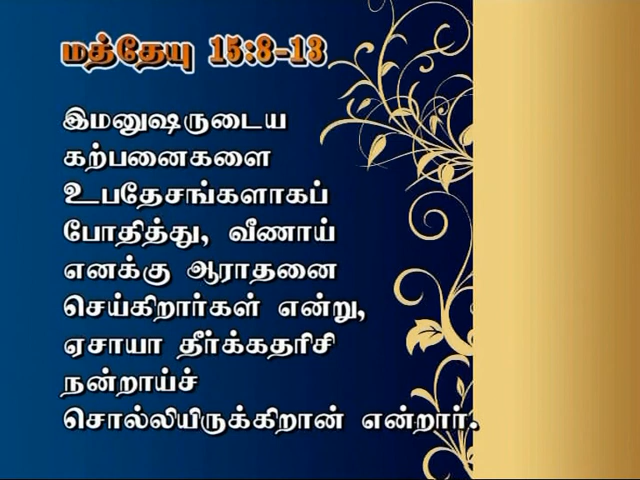 மத்தேயு 15:8-13
இமனுஷருடைய
கற்பனைகளை
உபதேசங்களாகப்
போதித்து, வீணாய்
எனக்கு ஆராதனை
செய்கிறார்கள் என்று,
ஏசாயா தீர்க்கதரிசி
நன்றாய்ச்
சொல்லியிருக்கிறான் என்றார்.